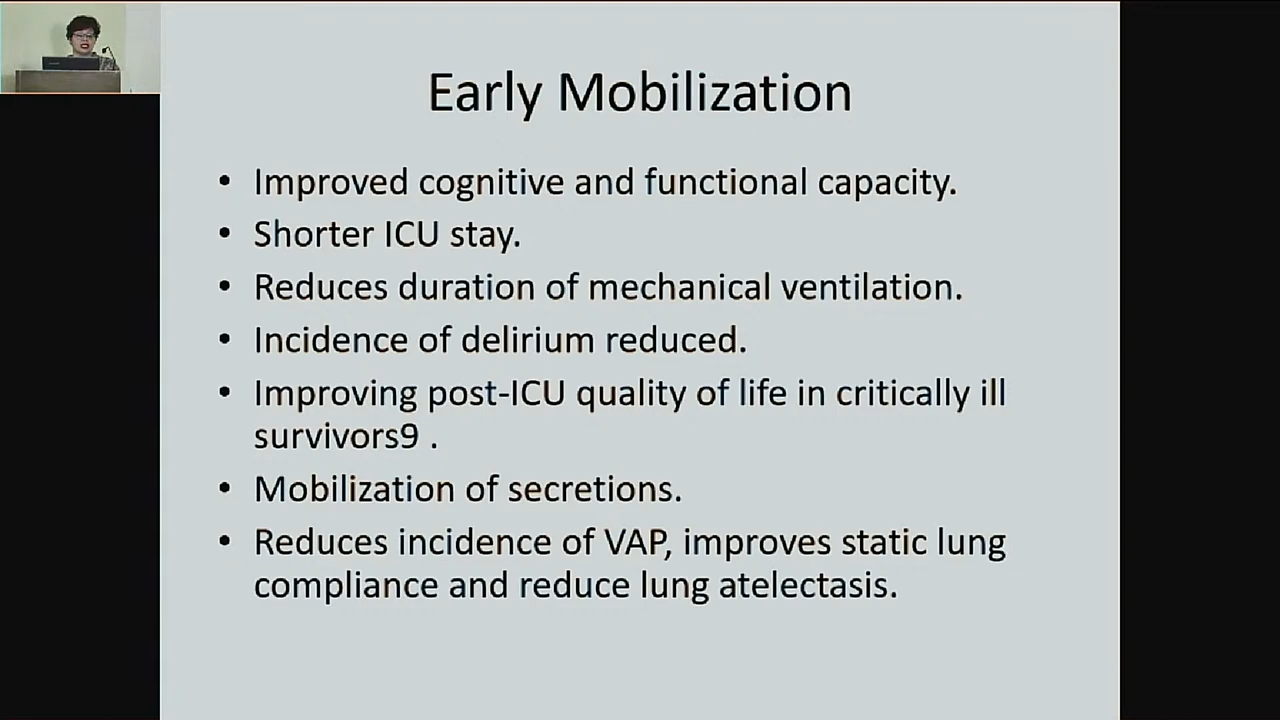 Early Mobilization
• Improved cognitive and functional capacity.
• Shorter ICU stay.
• Reduces duration of mechanical ventilation.
• Incidence of delirium reduced.
• Improving post-ICU quality of life in critically ill
survivors9 .
• Mobilization of secretions.
• Reduces incidence of VAP, improves static lung
compliance and reduce lung atelectasis.